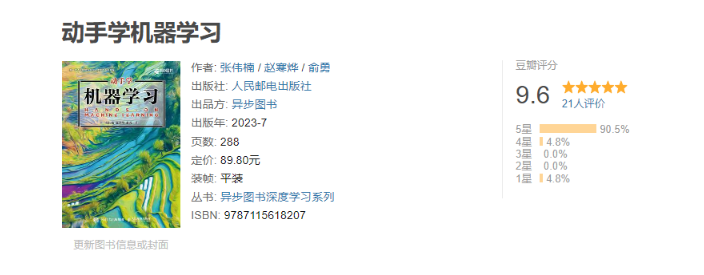 动手学机器学习
动手学
机器学习
HANDS-ON
MACHINE LEARNING
作者: 张伟楠 / 赵寒烨 / 俞勇
出版社: 人民邮电出版社
出品方: 异步图书
出版年: 2023-7
页数: 288
定价: 89.80元
装帧: 平装
丛书: 异步图书深度学习系列
ISBN: 9787115618207
更新图书信息或封面
豆瓣评分
9.6
21人评价
5星 90.5%
4星 4.8%
3星 0.0%
2星 0.0%
1星 4.8%